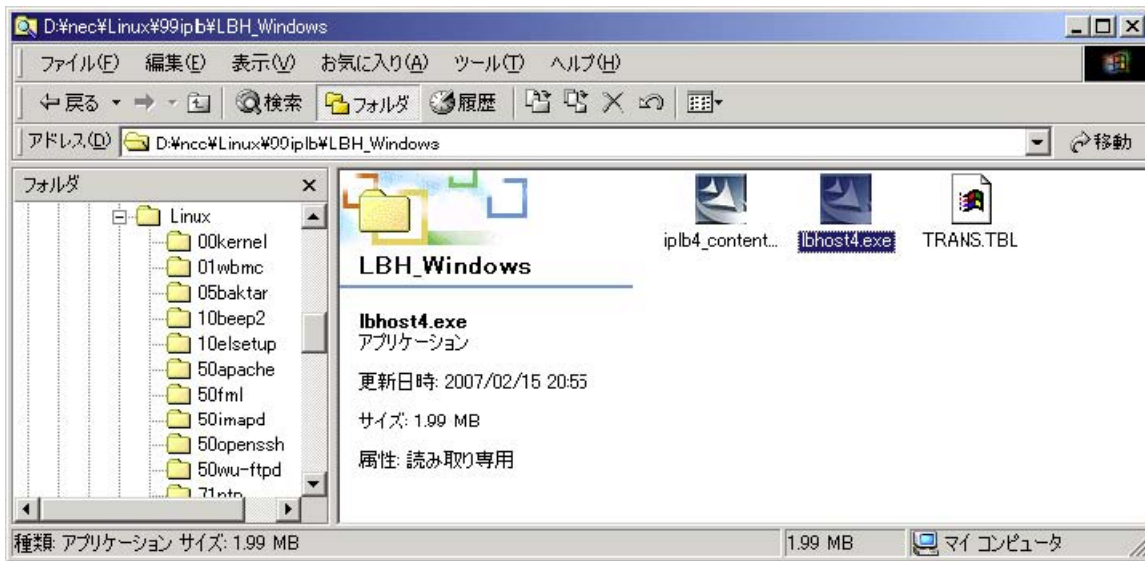 D:¥nec¥Linux¥99iplb¥LBH_Windows
ファイル(F) 編集(E) 表示(V) お気に入り(A) ツール(T) ヘルプ(H)
戻る 検索 フォルダ 履歴
アドレス(D) D:¥nec¥Linux¥99iplb¥LBH_Windows 移動
フォルダ
Linux
00kernel
01wbmc
05baktar
10beep2
10elsetup
50apache
50fml
50imapd
50openssh
50wu-ftpd
71ntp
LBH_Windows
lbhost4.exe
アプリケーション
更新日時: 2007/02/15 20:55
サイズ: 1.99 MB
属性: 読み取り専用
iplb4_content... lbhost4.exe TRANS.TBL
種類: アプリケーション サイズ: 1.99 MB 1.99 MB マイ コンピュータ